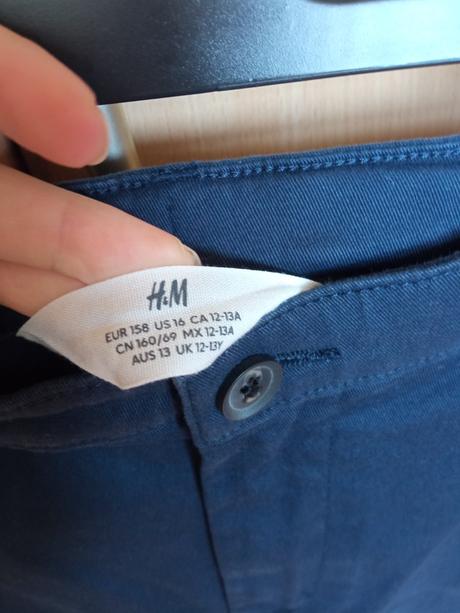 H&M
EUR 158 US 16 CA 12-13A
CN 160/69 MX 12-13A
AUS 13 UK 12-13Y